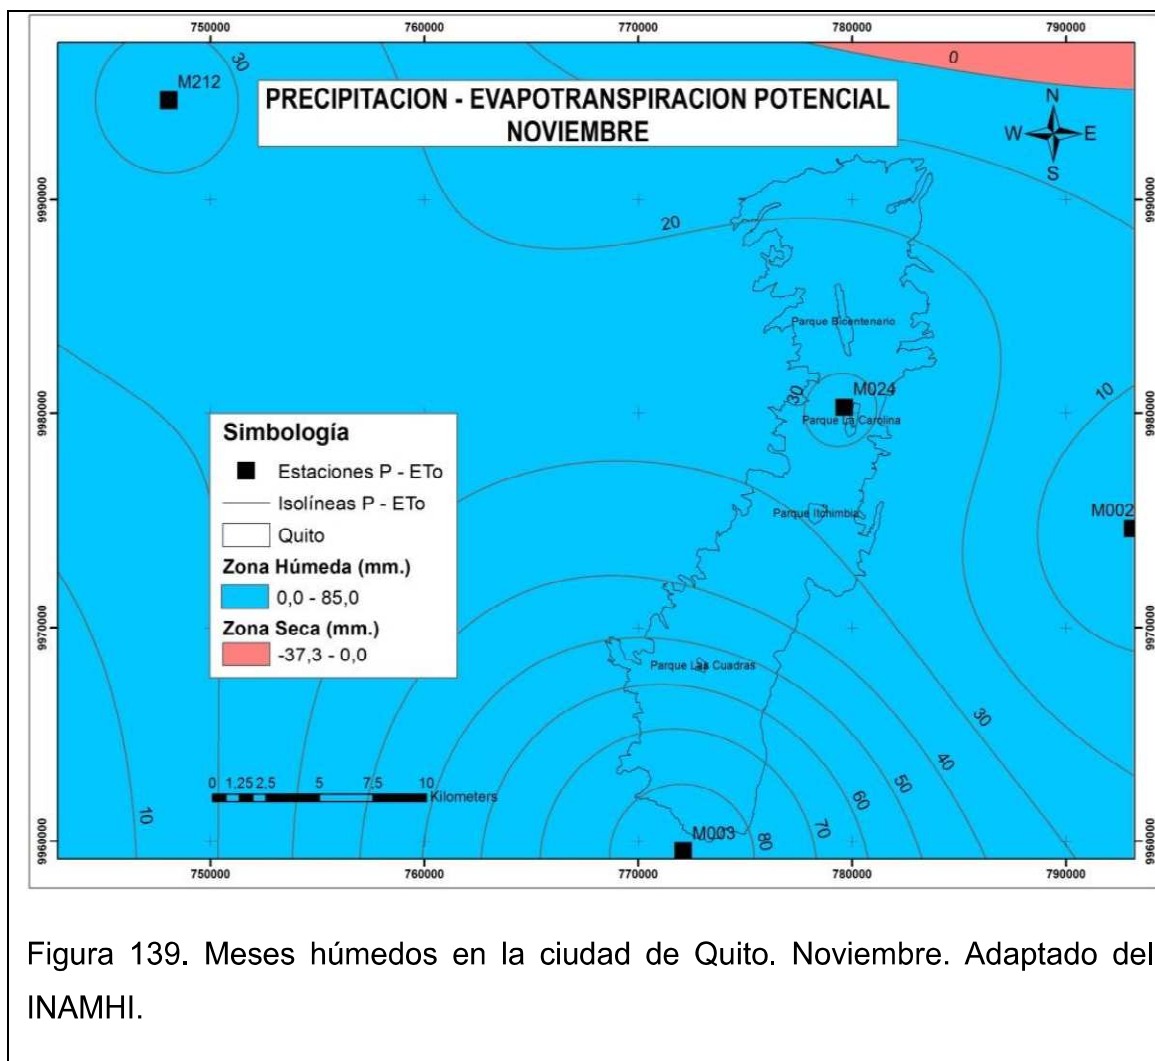 750000 760000 770000 780000 790000
0
30
M212
PRECIPITACION - EVAPOTRANSPIRACION POTENCIAL
NOVIEMBRE
N
W E
S
9990000 9990000
20
Parque Bicentenario
M024
30
10
9980000 9980000
Parque La Carolina
Simbología
Estaciones P - ETo
Isolíneas P - ETo
Quito
Zona Húmeda (mm.)
0,0 - 85,0
Zona Seca (mm.)
-37,3 - 0,0
Parque Itchimbia
M002
9970000 9970000
Parque Las Cuadras
30
40
50
60
70
80
0 1,25 2,5 5 7,5 10
Kilometers
10
M003
9960000 9960000
750000 760000 770000 780000 790000
Figura 139. Meses húmedos en la ciudad de Quito. Noviembre. Adaptado del
INAMHI.